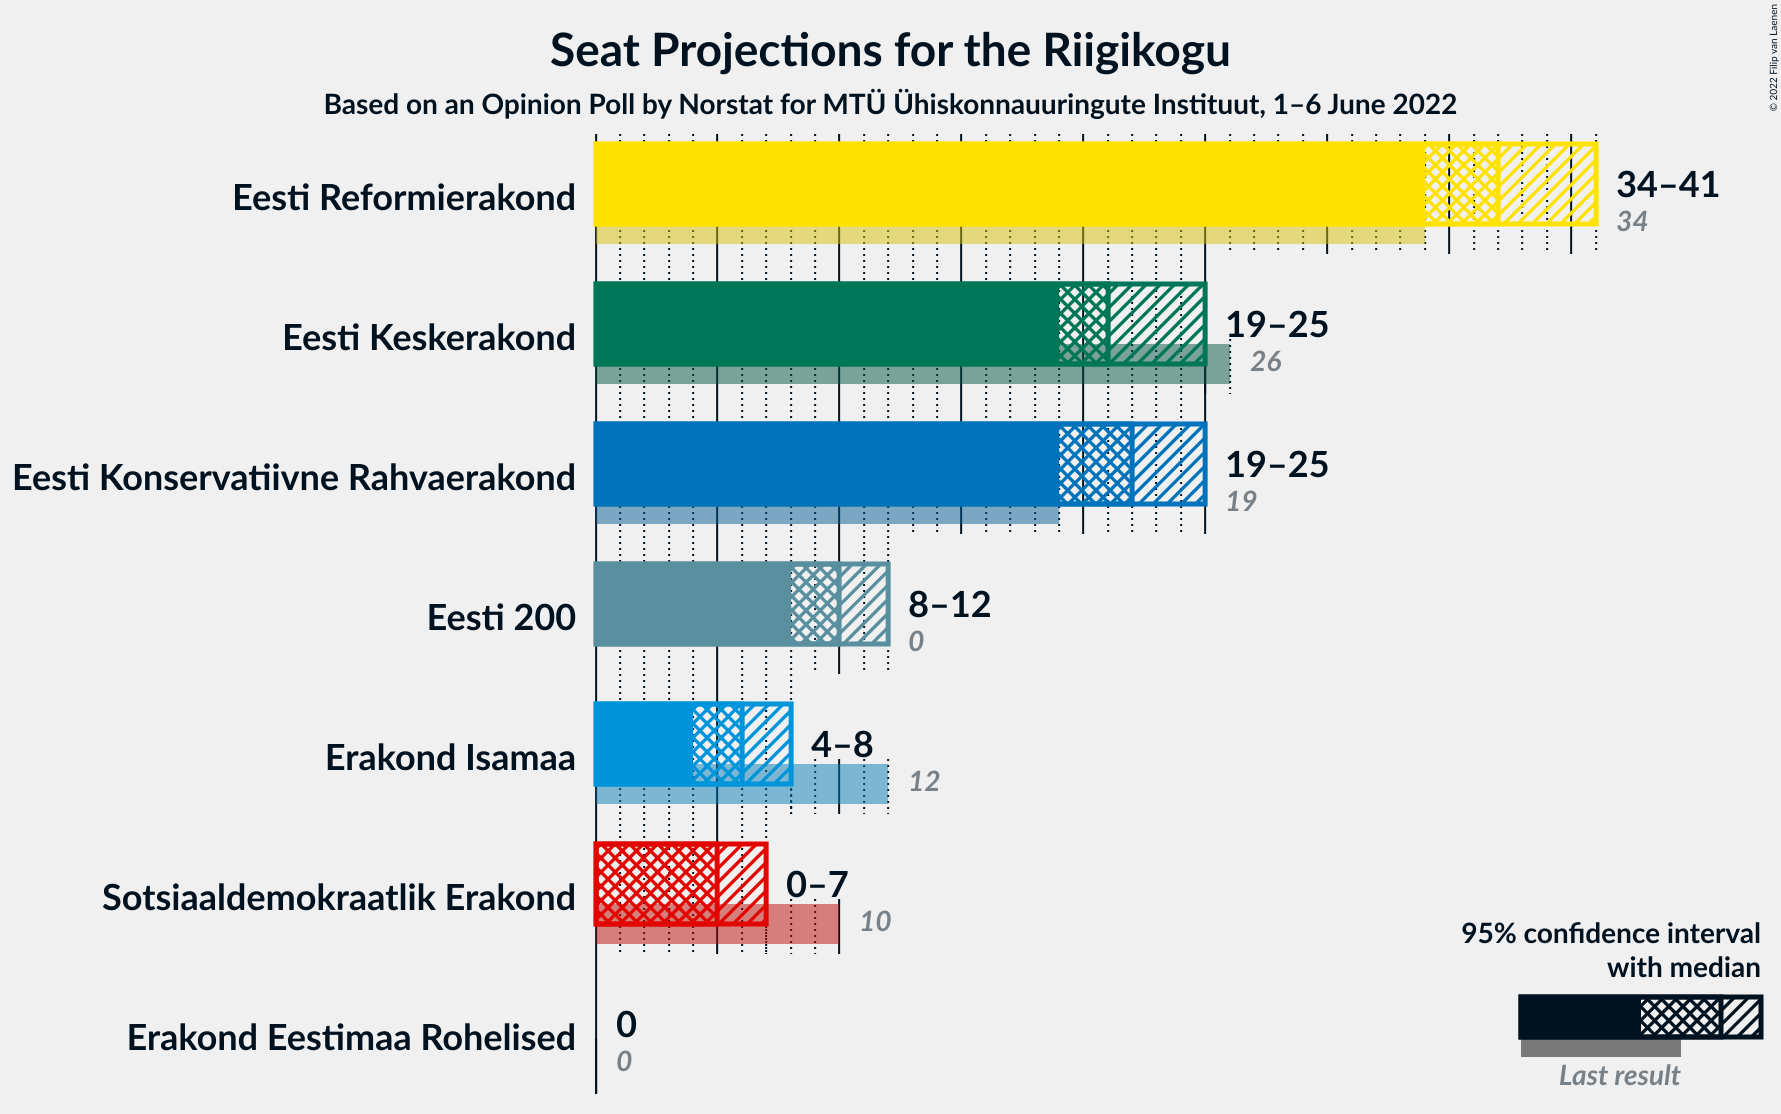 Seat Projections for the Riigikogu
Based on an Opinion Poll by Norstat for MTÜ Ühiskonnauuringute Instituut, 1–6 June 2022
© 2022 Filip van Laenen
Eesti Reformierakond
34–41
34
Eesti Keskerakond
19–25
26
Eesti Konservatiivne Rahvaerakond
19–25
19
Eesti 200
8–12
0
Erakond Isamaa
4–8
12
Sotsiaaldemokraatlik Erakond
0–7
10
Erakond Eestimaa Rohelised
0
0
95% confidence interval
with median
Last result